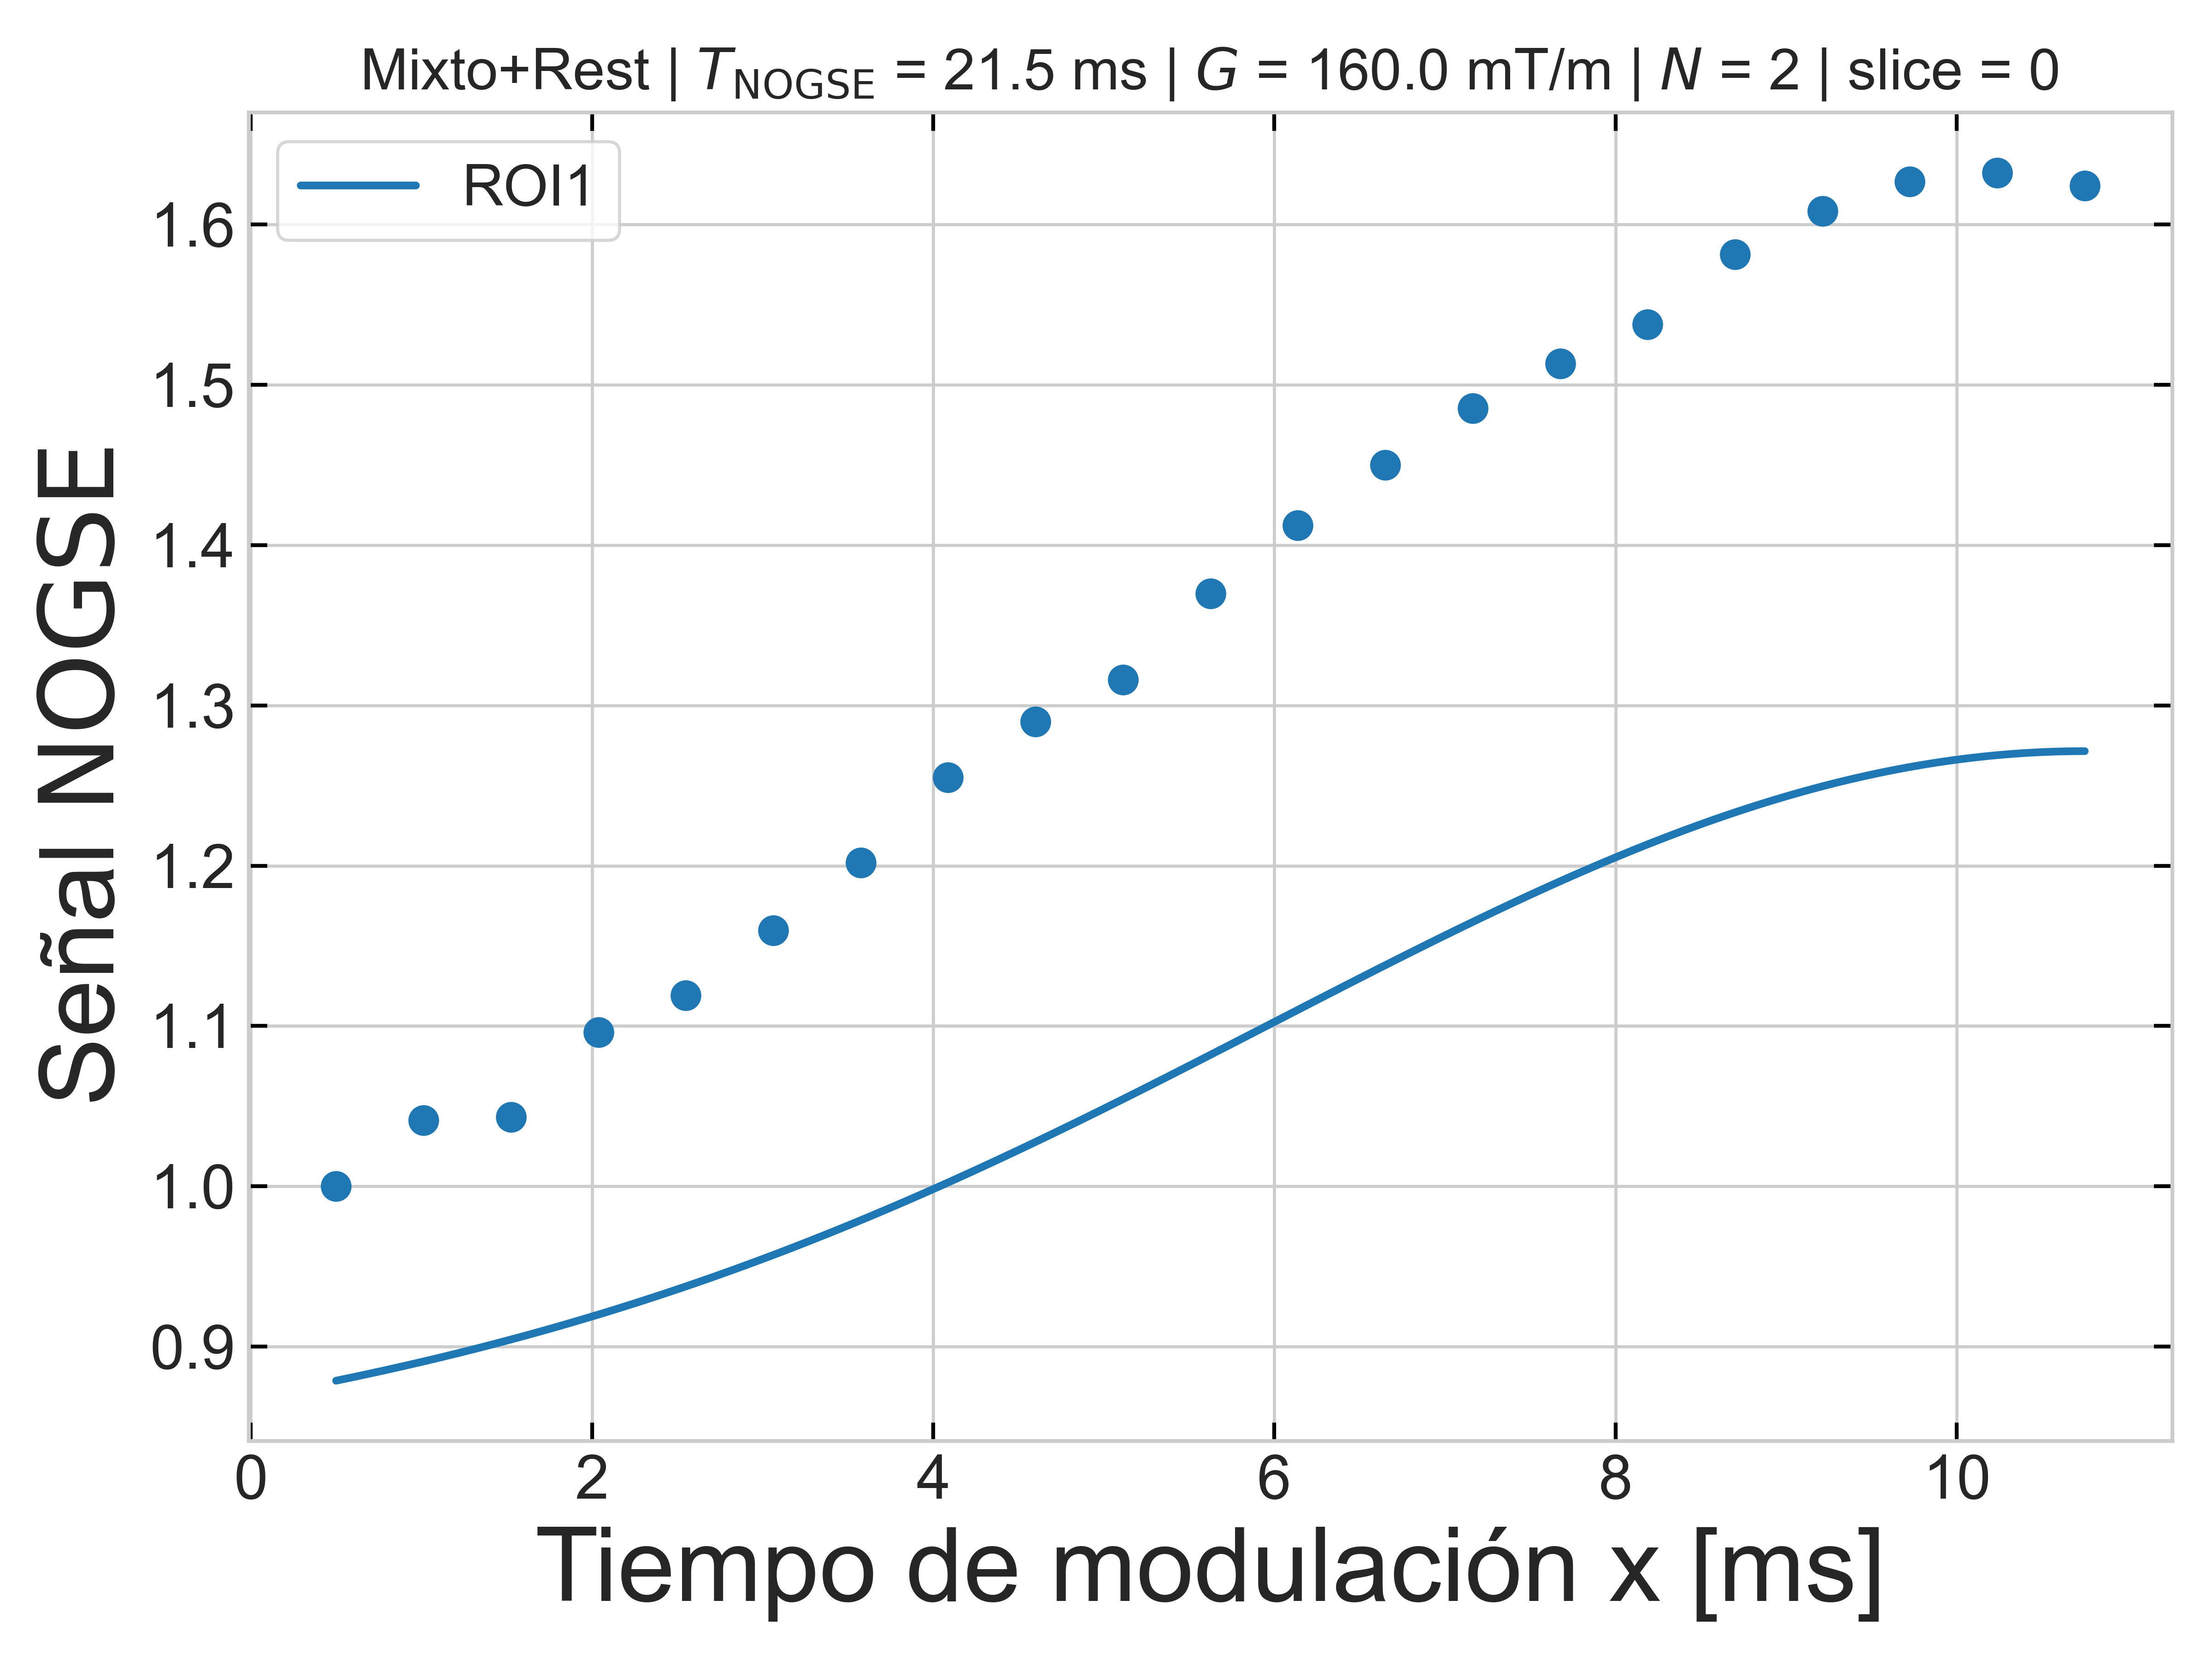 Mixto+Rest | T_NOGSE = 21.5 ms | G = 160.0 mT/m | N = 2 | slice = 0
ROI1
Señal NOGSE
1.6
1.5
1.4
1.3
1.2
1.1
1.0
0.9
0 2 4 6 8 10
Tiempo de modulación x [ms]